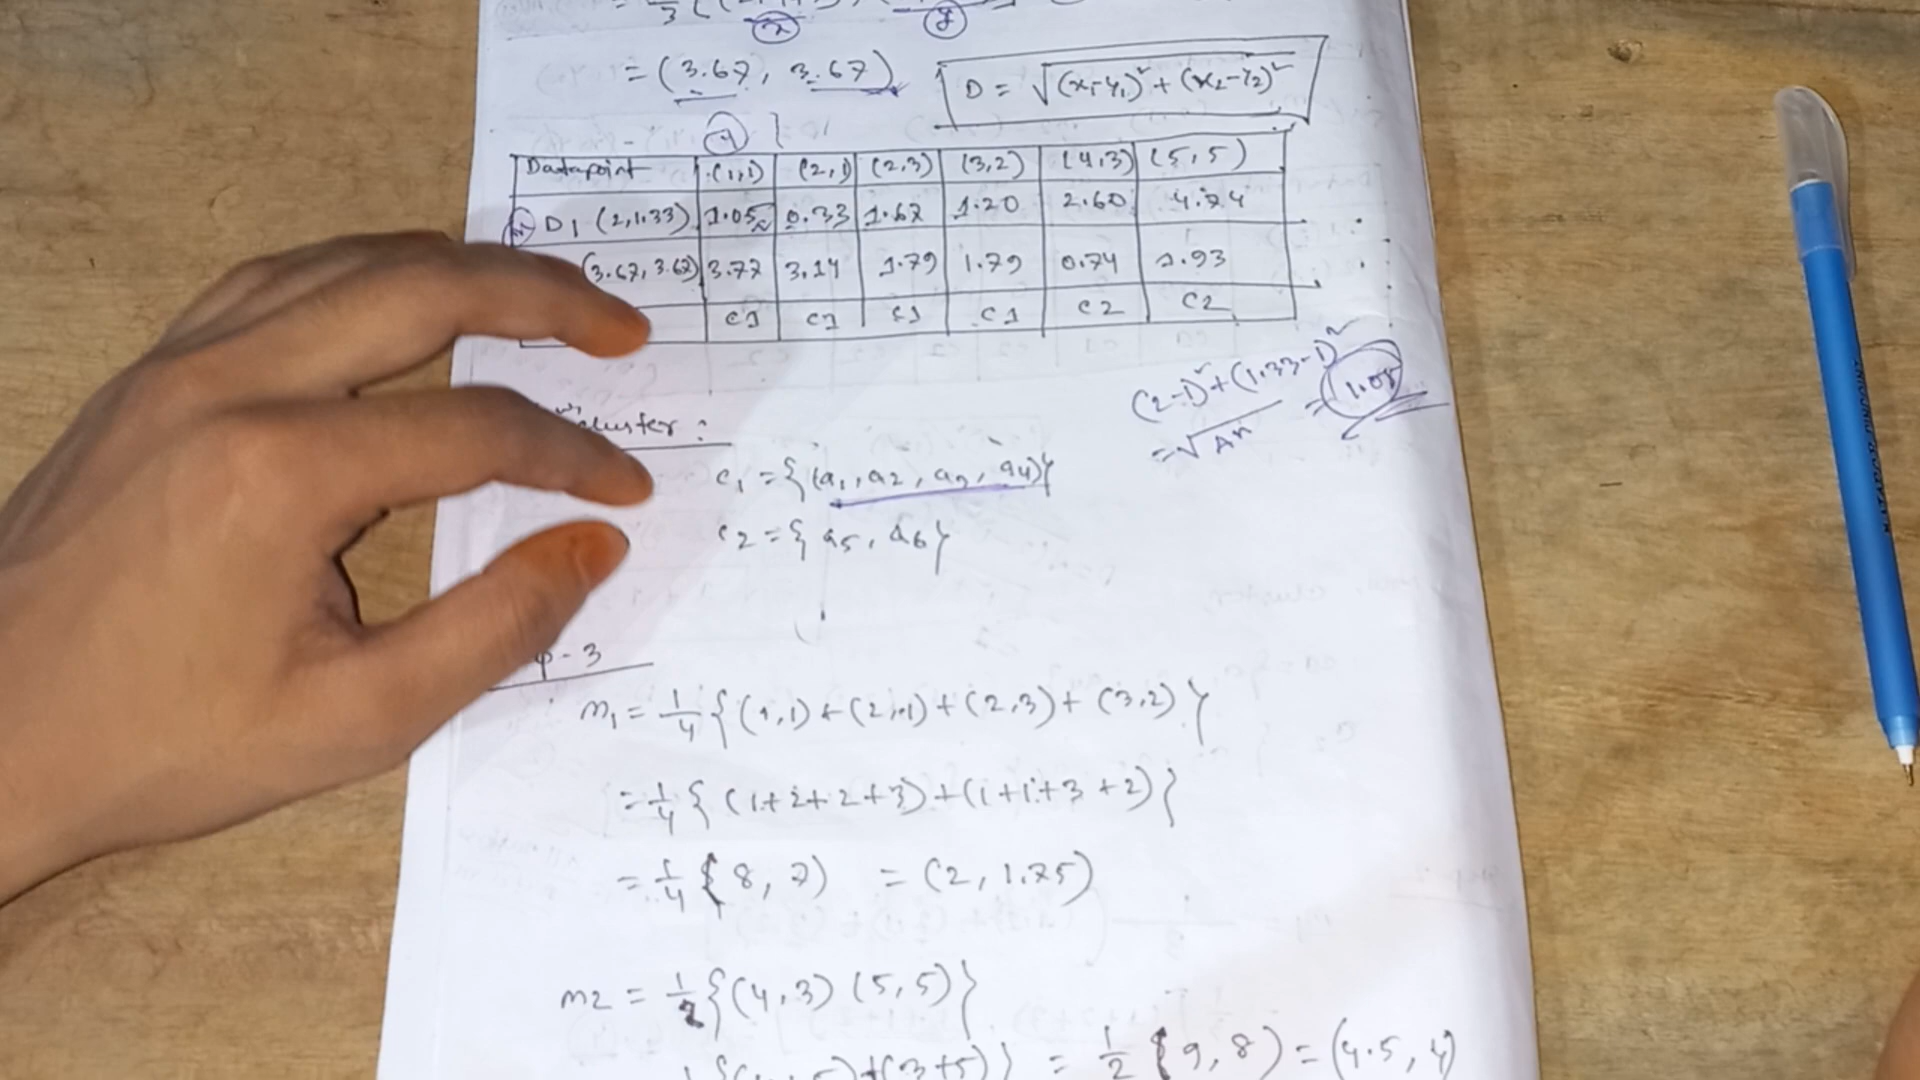 = (3.67, 3.67)
D = √(x₁-y₁)² + (x₂-y₂)²
Datapoint (1,1) (2,1) (2,3) (3,2) (4,3) (5,5)
D1 (2,1.33) 1.05 0.33 1.67 1.20 2.60 4.74
(3.67, 3.67) 3.77 3.14 1.79 1.79 0.74 1.93
C1 C1 C1 C1 C2 C2
(2-1)² + (1.33-1)²
= √Aⁿ = 1.05
cluster :
c₁ = {(a₁, a₂, a₃, a₄)}
c₂ = { a₅, a₆}
p-3
m₁ = 1/4 {(1,1) + (2,1) + (2,3) + (3,2)}
= 1/4 { (1+2+2+3) + (1+1+3+2)}
= 1/4 { 8, 7) = (2, 1.75)
m2 = 1/2 {(4,3) (5,5)}
+(3+5)} = 1/2 { 9, 8) = (4.5, 4)